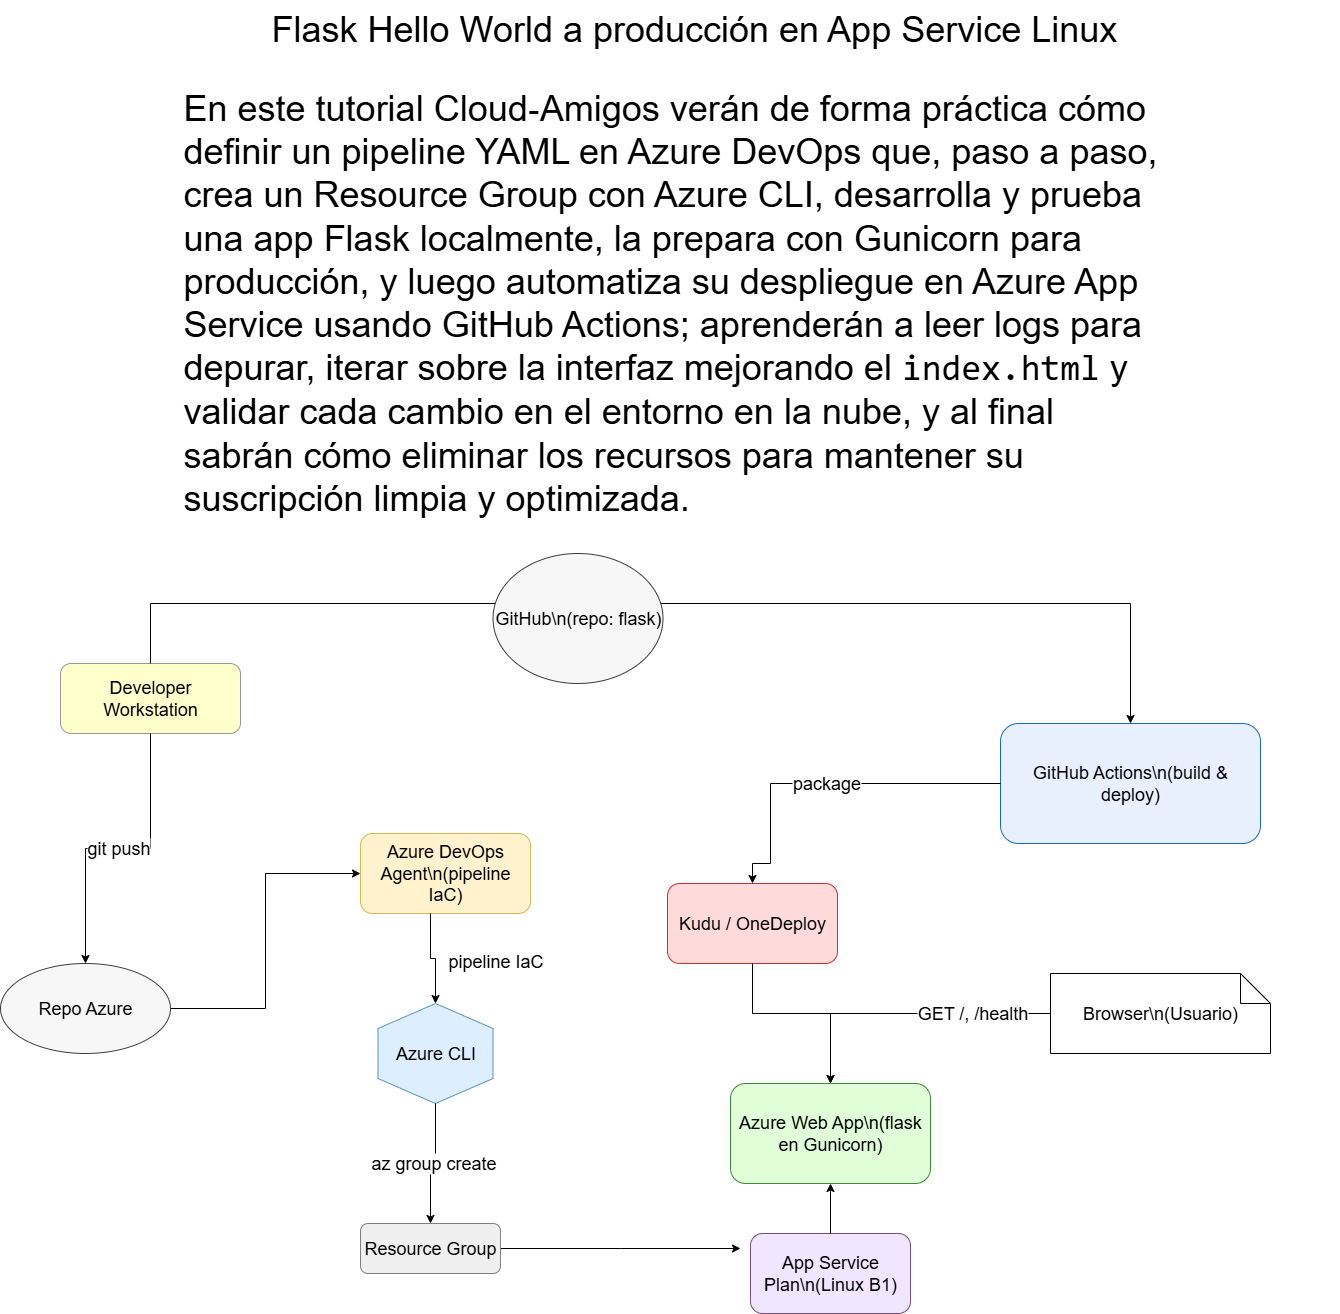 Flask Hello World a producción en App Service Linux
En este tutorial Cloud-Amigos verán de forma práctica cómo
definir un pipeline YAML en Azure DevOps que, paso a paso,
crea un Resource Group con Azure CLI, desarrolla y prueba
una app Flask localmente, la prepara con Gunicorn para
producción, y luego automatiza su despliegue en Azure App
Service usando GitHub Actions; aprenderán a leer logs para
depurar, iterar sobre la interfaz mejorando el index.html y
validar cada cambio en el entorno en la nube, y al final
sabrán cómo eliminar los recursos para mantener su
suscripción limpia y optimizada.
GitHub\n(repo: flask)
Developer
Workstation
GitHub Actions\n(build &
deploy)
package
git push
Azure DevOps
Agent\n(pipeline
IaC)
Kudu / OneDeploy
pipeline IaC
Repo Azure
GET /, /health
Browser\n(Usuario)
Azure CLI
Azure Web App\n(flask
en Gunicorn)
az group create
Resource Group
App Service
Plan\n(Linux B1)